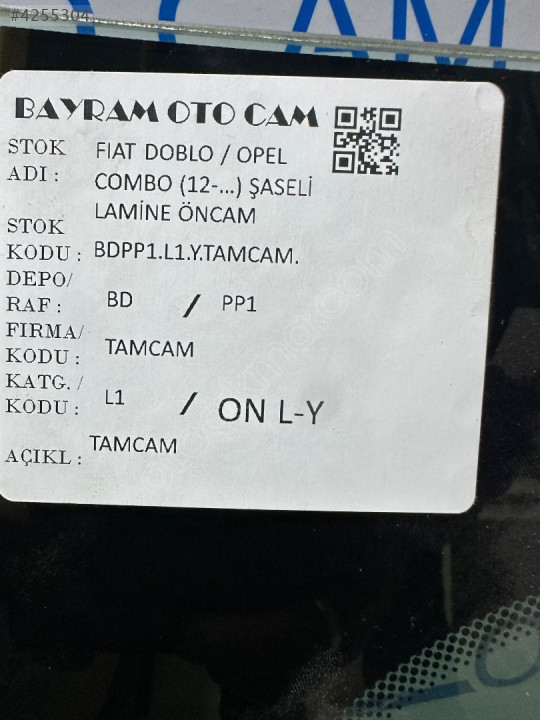 #4255304
CAM
BAYRAM OTO CAM
STOK ADI : FIAT DOBLO / OPEL
COMBO (12-...) ŞASELİ
LAMİNE ÖNCAM
STOK KODU : BDPP1.L1.Y.TAMCAM.
DEPO/ RAF : BD / PP1
FIRMA/ KODU : TAMCAM
KATG. / KODU : L1 / ON L-Y
AÇIKL : TAMCAM